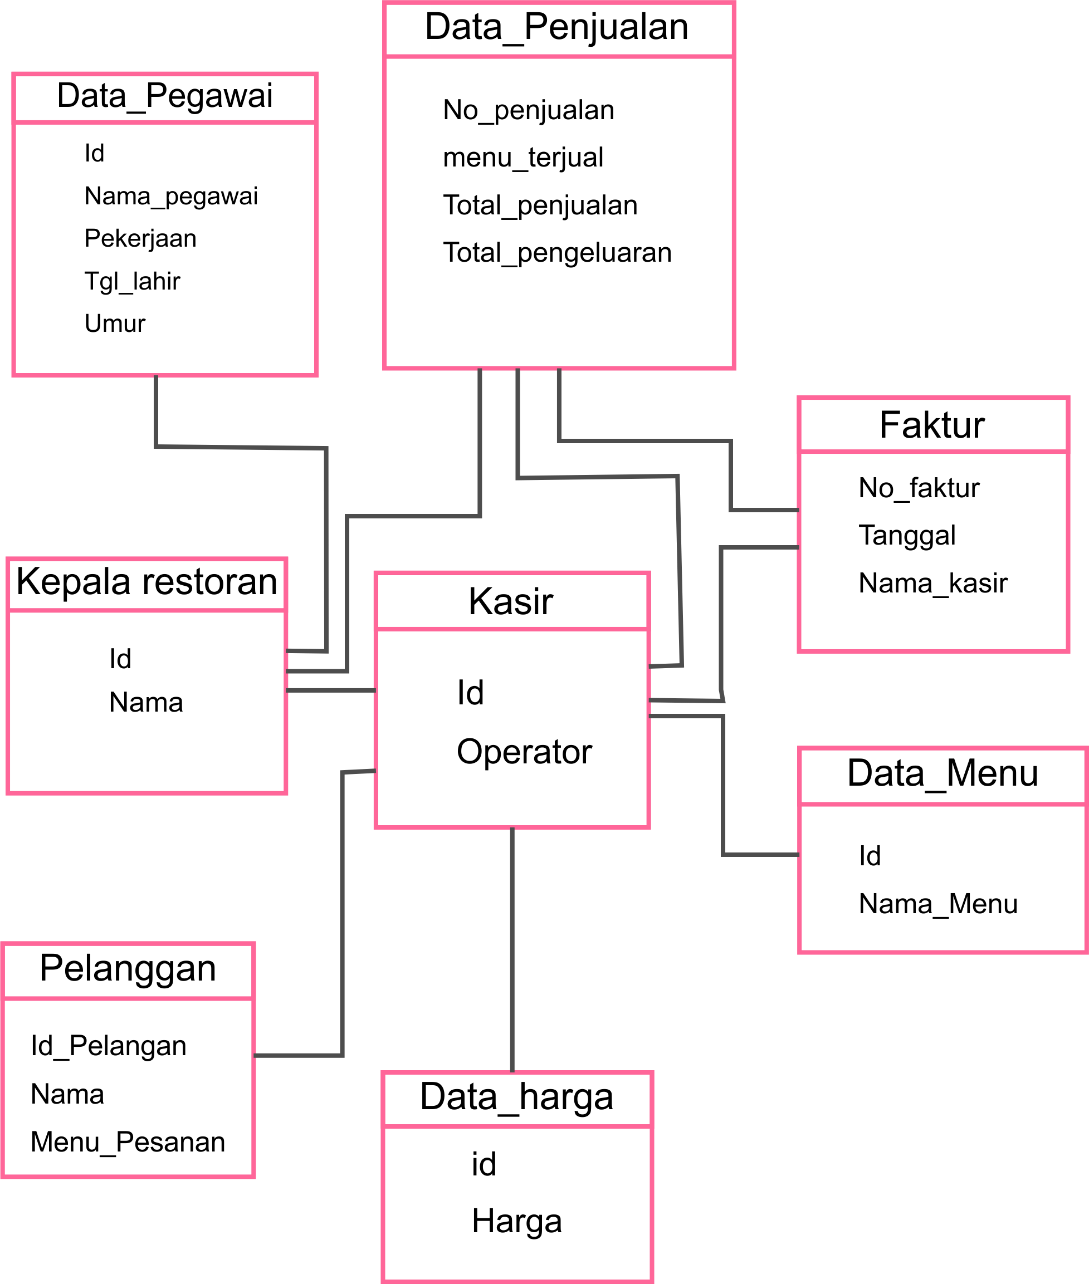 Data_Penjualan
No_penjualan
menu_terjual
Total_penjualan
Total_pengeluaran
Data_Pegawai
Id
Nama_pegawai
Pekerjaan
Tgl_lahir
Umur
Faktur
No_faktur
Tanggal
Nama_kasir
Kepala restoran
Id
Nama
Kasir
Id
Operator
Data_Menu
Id
Nama_Menu
Pelanggan
Id_Pelangan
Nama
Menu_Pesanan
Data_harga
id
Harga